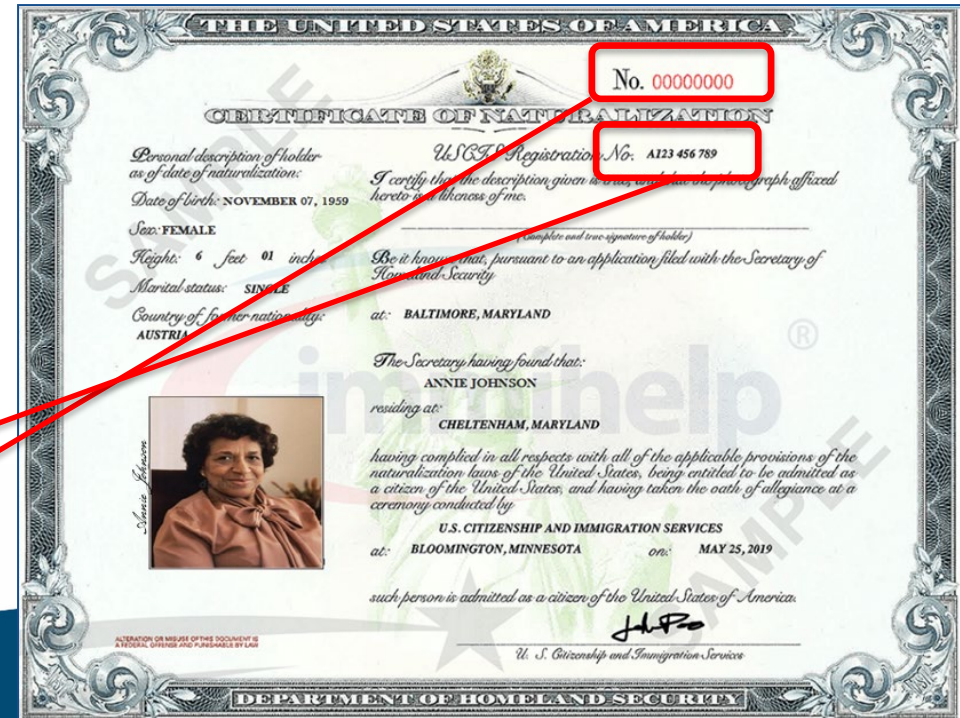 THE UNITED STATES OF AMERICA
No. 00000000
CERTIFICATE OF NATURALIZATION
Personal description of holder
as of date of naturalization:
Date of birth: NOVEMBER 07, 1959
Sex: FEMALE
Height: 6 feet 01 inches
Marital status: SINGLE
Country of former nationality:
AUSTRIA
USCIS Registration No. A123 456 789
I certify that the description given is true, and that the photograph affixed
hereto is a likeness of me.
(Complete and true signature of holder)
Be it known that, pursuant to an application filed with the Secretary of
Homeland Security
at: BALTIMORE, MARYLAND
The Secretary having found that:
ANNIE JOHNSON
residing at:
CHELTENHAM, MARYLAND
having complied in all respects with all of the applicable provisions of the
naturalization laws of the United States, being entitled to be admitted as
a citizen of the United States, and having taken the oath of allegiance at a
ceremony conducted by
U.S. CITIZENSHIP AND IMMIGRATION SERVICES
at: BLOOMINGTON, MINNESOTA on: MAY 25, 2019
such person is admitted as a citizen of the United States of America.
U. S. Citizenship and Immigration Services
Annie Johnson
ALTERATION OR MISUSE OF THIS DOCUMENT IS
A FEDERAL OFFENSE AND PUNISHABLE BY LAW
DEPARTMENT OF HOMELAND SECURITY
SAMPLE
immihelp ®
SAMPLE